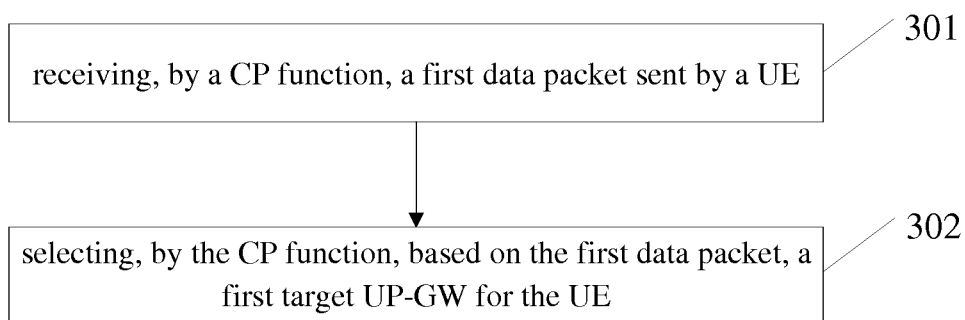 301
receiving, by a CP function, a first data packet sent by a UE
302
selecting, by the CP function, based on the first data packet, a
first target UP-GW for the UE